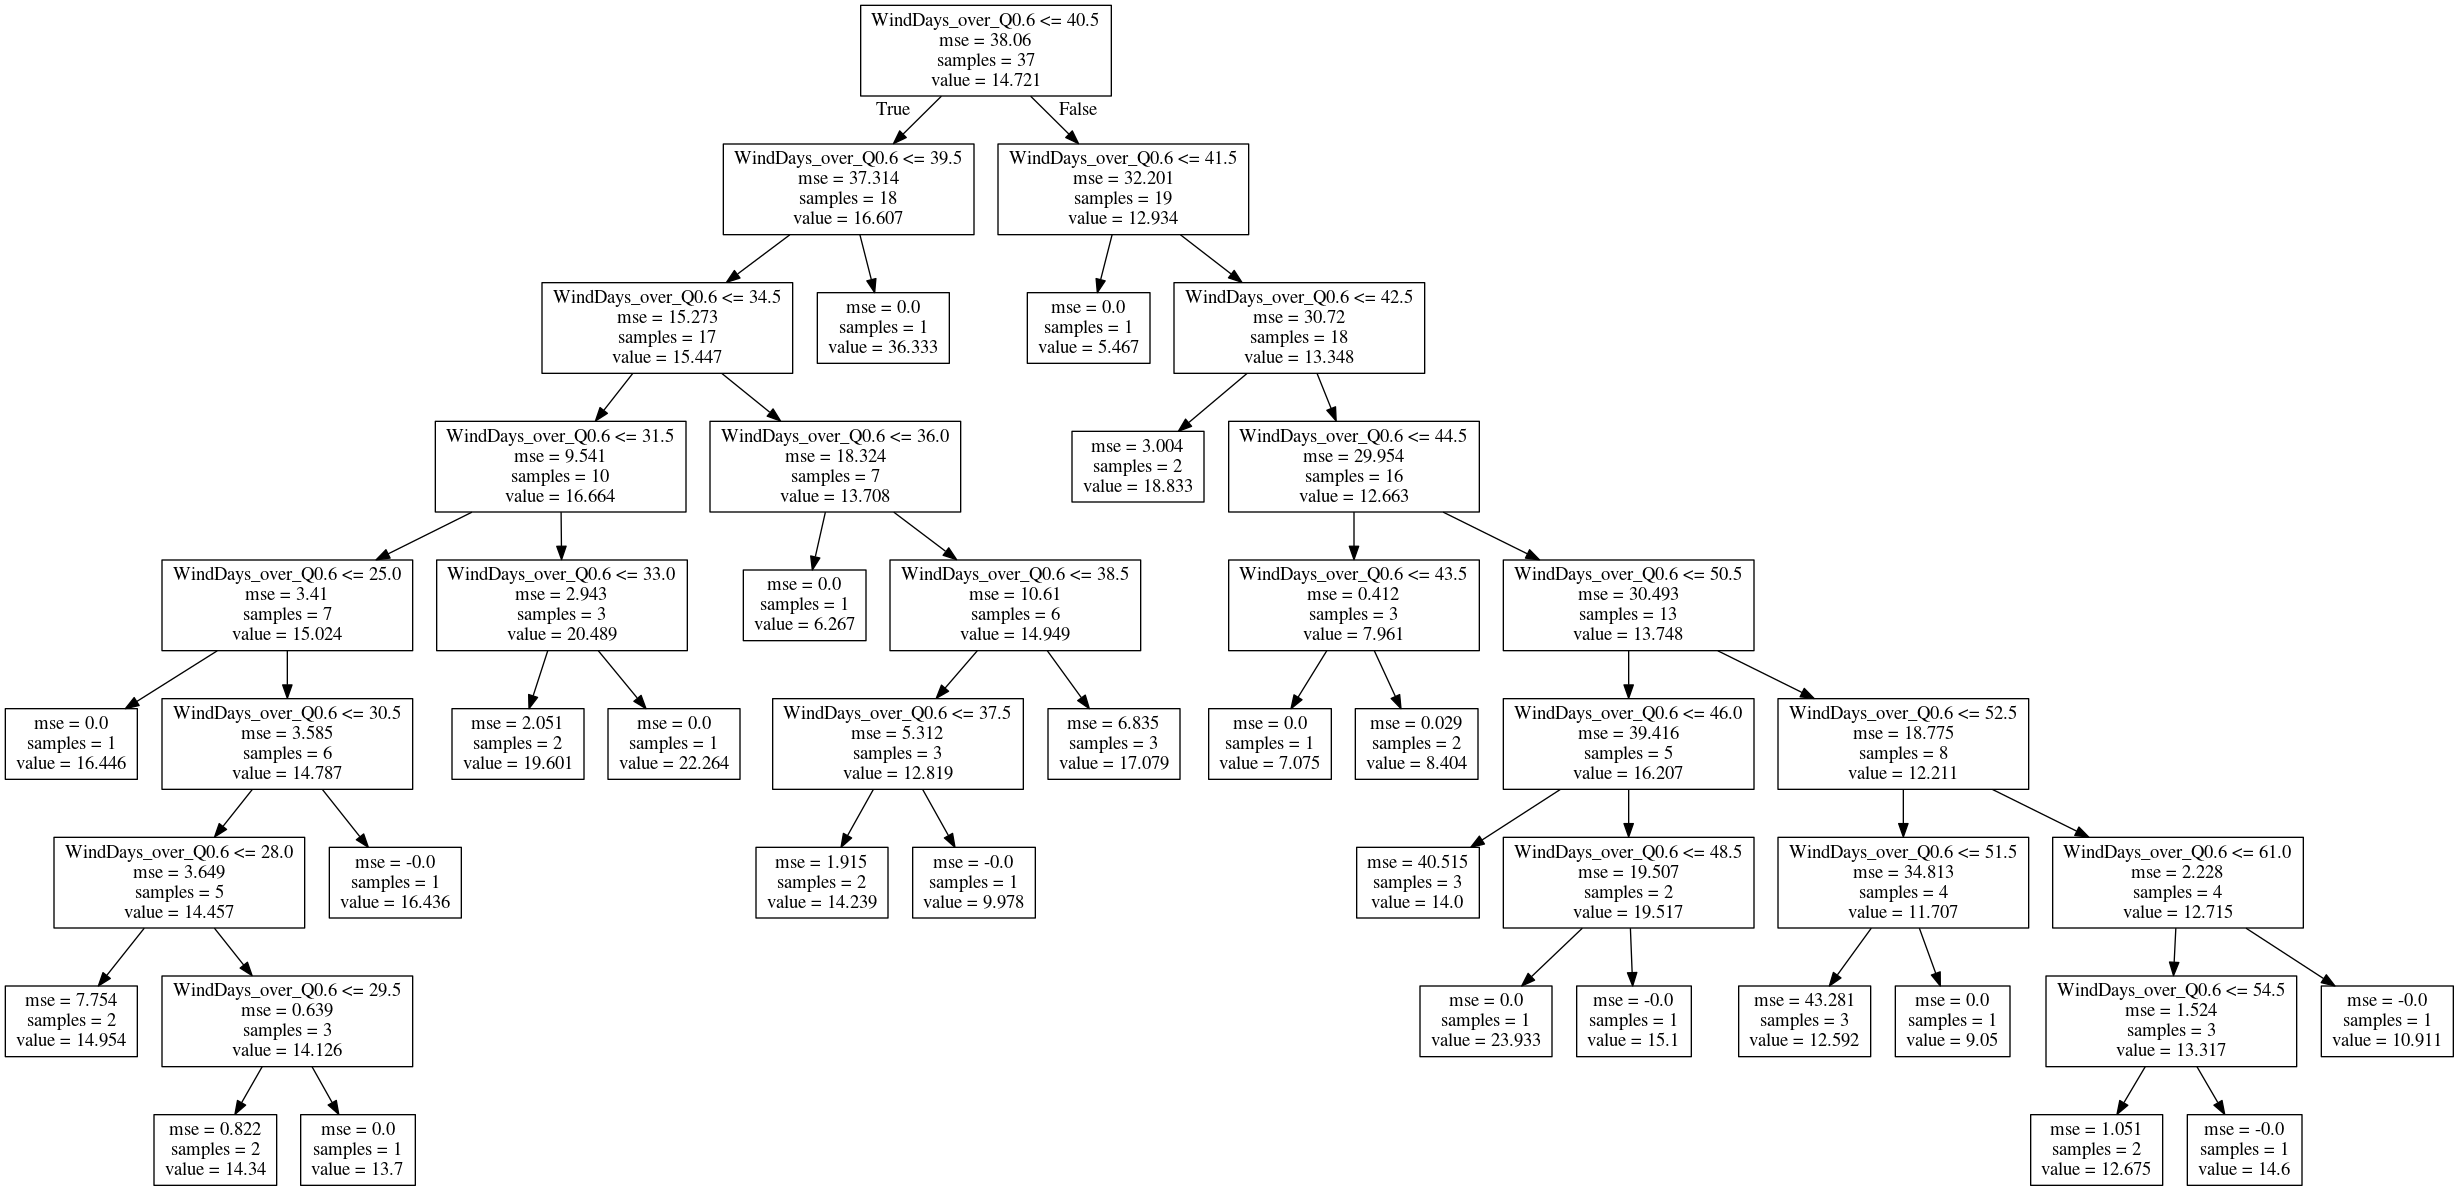 WindDays_over_Q0.6 <= 40.5
mse = 38.06
samples = 37
value = 14.721
True
False
WindDays_over_Q0.6 <= 39.5
mse = 37.314
samples = 18
value = 16.607
WindDays_over_Q0.6 <= 41.5
mse = 32.201
samples = 19
value = 12.934
WindDays_over_Q0.6 <= 34.5
mse = 15.273
samples = 17
value = 15.447
mse = 0.0
samples = 1
value = 36.333
mse = 0.0
samples = 1
value = 5.467
WindDays_over_Q0.6 <= 42.5
mse = 30.72
samples = 18
value = 13.348
WindDays_over_Q0.6 <= 31.5
mse = 9.541
samples = 10
value = 16.664
WindDays_over_Q0.6 <= 36.0
mse = 18.324
samples = 7
value = 13.708
mse = 3.004
samples = 2
value = 18.833
WindDays_over_Q0.6 <= 44.5
mse = 29.954
samples = 16
value = 12.663
WindDays_over_Q0.6 <= 25.0
mse = 3.41
samples = 7
value = 15.024
WindDays_over_Q0.6 <= 33.0
mse = 2.943
samples = 3
value = 20.489
mse = 0.0
samples = 1
value = 6.267
WindDays_over_Q0.6 <= 38.5
mse = 10.61
samples = 6
value = 14.949
WindDays_over_Q0.6 <= 43.5
mse = 0.412
samples = 3
value = 7.961
WindDays_over_Q0.6 <= 50.5
mse = 30.493
samples = 13
value = 13.748
mse = 0.0
samples = 1
value = 16.446
WindDays_over_Q0.6 <= 30.5
mse = 3.585
samples = 6
value = 14.787
mse = 2.051
samples = 2
value = 19.601
mse = 0.0
samples = 1
value = 22.264
WindDays_over_Q0.6 <= 37.5
mse = 5.312
samples = 3
value = 12.819
mse = 6.835
samples = 3
value = 17.079
mse = 0.0
samples = 1
value = 7.075
mse = 0.029
samples = 2
value = 8.404
WindDays_over_Q0.6 <= 46.0
mse = 39.416
samples = 5
value = 16.207
WindDays_over_Q0.6 <= 52.5
mse = 18.775
samples = 8
value = 12.211
WindDays_over_Q0.6 <= 28.0
mse = 3.649
samples = 5
value = 14.457
mse = -0.0
samples = 1
value = 16.436
mse = 1.915
samples = 2
value = 14.239
mse = -0.0
samples = 1
value = 9.978
mse = 40.515
samples = 3
value = 14.0
WindDays_over_Q0.6 <= 48.5
mse = 19.507
samples = 2
value = 19.517
WindDays_over_Q0.6 <= 51.5
mse = 34.813
samples = 4
value = 11.707
WindDays_over_Q0.6 <= 61.0
mse = 2.228
samples = 4
value = 12.715
mse = 7.754
samples = 2
value = 14.954
WindDays_over_Q0.6 <= 29.5
mse = 0.639
samples = 3
value = 14.126
mse = 0.0
samples = 1
value = 23.933
mse = -0.0
samples = 1
value = 15.1
mse = 43.281
samples = 3
value = 12.592
mse = 0.0
samples = 1
value = 9.05
WindDays_over_Q0.6 <= 54.5
mse = 1.524
samples = 3
value = 13.317
mse = -0.0
samples = 1
value = 10.911
mse = 0.822
samples = 2
value = 14.34
mse = 0.0
samples = 1
value = 13.7
mse = 1.051
samples = 2
value = 12.675
mse = -0.0
samples = 1
value = 14.6